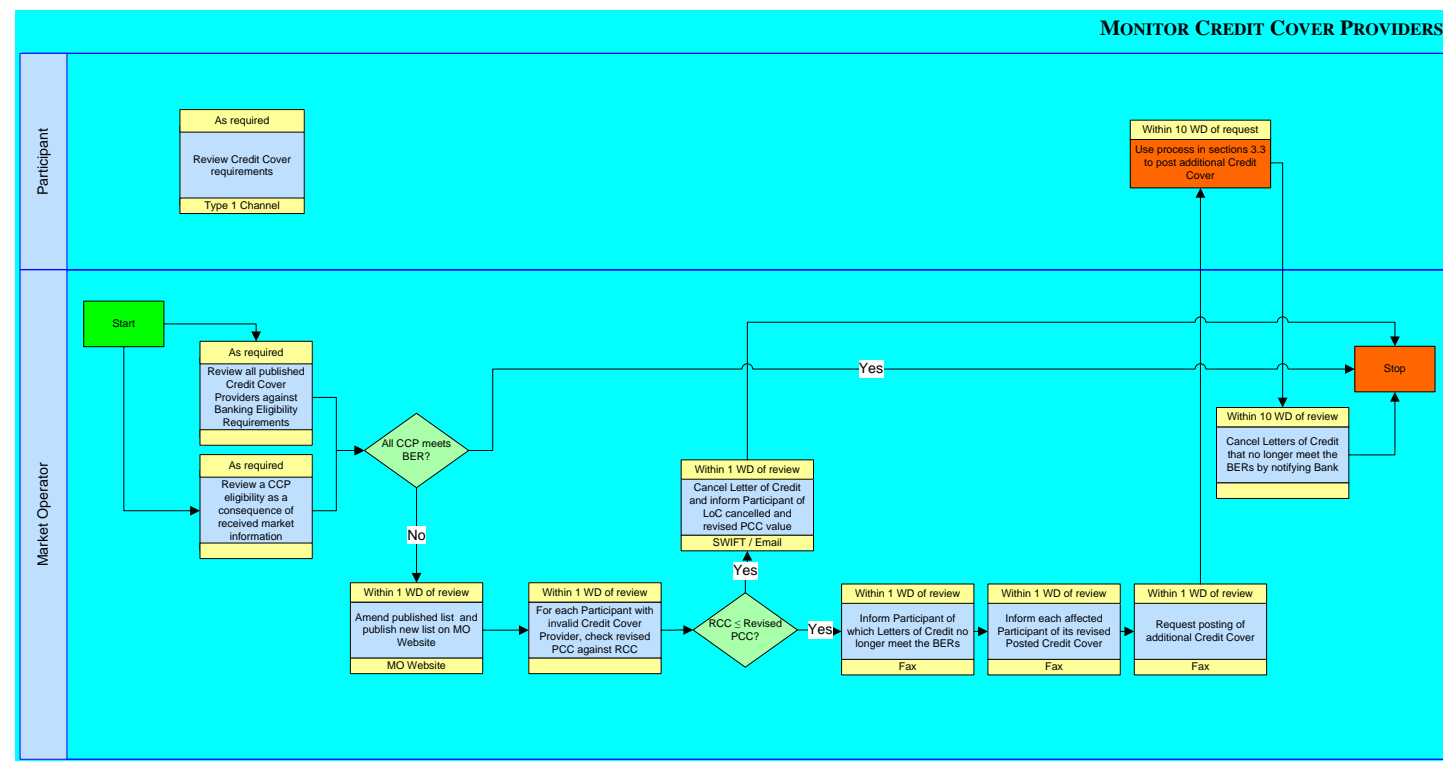 MONITOR CREDIT COVER PROVIDERS
Participant
As required
Review Credit Cover
requirements
Type 1 Channel
Within 10 WD of request
Use process in sections 3.3
to post additional Credit
Cover
Market Operator
Start
As required
Review all published
Credit Cover
Providers against
Banking Eligibility
Requirements
As required
Review a CCP
eligibility as a
consequence of
received market
information
All CCP meets
BER?
Yes
No
Stop
Within 10 WD of review
Cancel Letters of Credit
that no longer meet the
BERs by notifying Bank
Within 1 WD of review
Cancel Letter of Credit
and inform Participant of
LoC cancelled and
revised PCC value
SWIFT / Email
Yes
Within 1 WD of review
Amend published list and
publish new list on MO
Website
MO Website
Within 1 WD of review
For each Participant with
invalid Credit Cover
Provider, check revised
PCC against RCC
RCC ≤ Revised
PCC?
Yes
Within 1 WD of review
Inform Participant of
which Letters of Credit no
longer meet the BERs
Fax
Within 1 WD of review
Inform each affected
Participant of its revised
Posted Credit Cover
Fax
Within 1 WD of review
Request posting of
additional Credit Cover
Fax